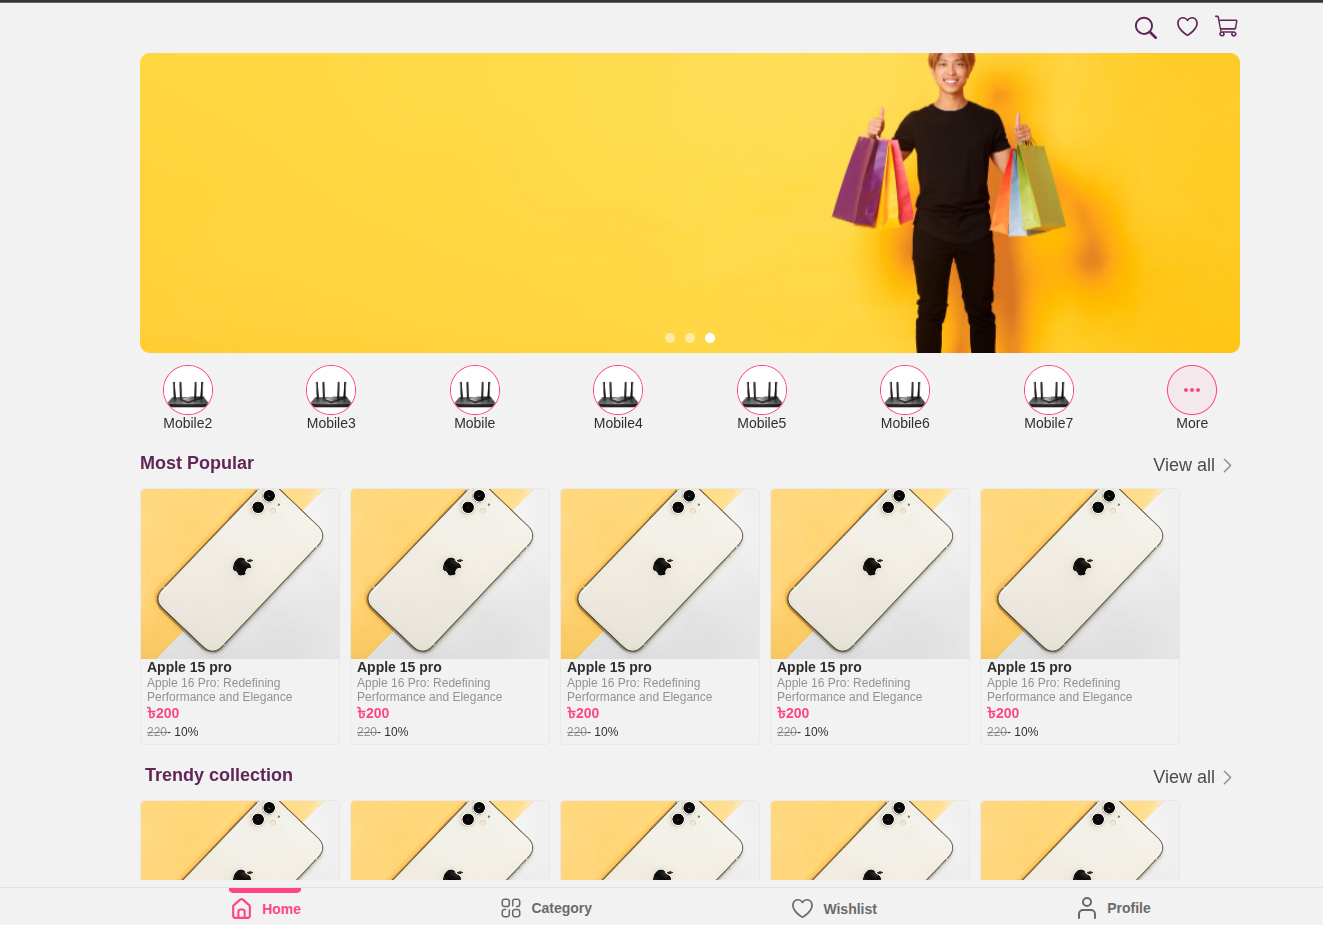 Mobile2 Mobile3 Mobile Mobile4 Mobile5 Mobile6 Mobile7 More
Most Popular View all
Apple 15 pro Apple 15 pro Apple 15 pro Apple 15 pro Apple 15 pro
Apple 16 Pro: Redefining Apple 16 Pro: Redefining Apple 16 Pro: Redefining Apple 16 Pro: Redefining Apple 16 Pro: Redefining
Performance and Elegance Performance and Elegance Performance and Elegance Performance and Elegance Performance and Elegance
৳200 ৳200 ৳200 ৳200 ৳200
220- 10% 220- 10% 220- 10% 220- 10% 220- 10%
Trendy collection View all
Home Category Wishlist Profile